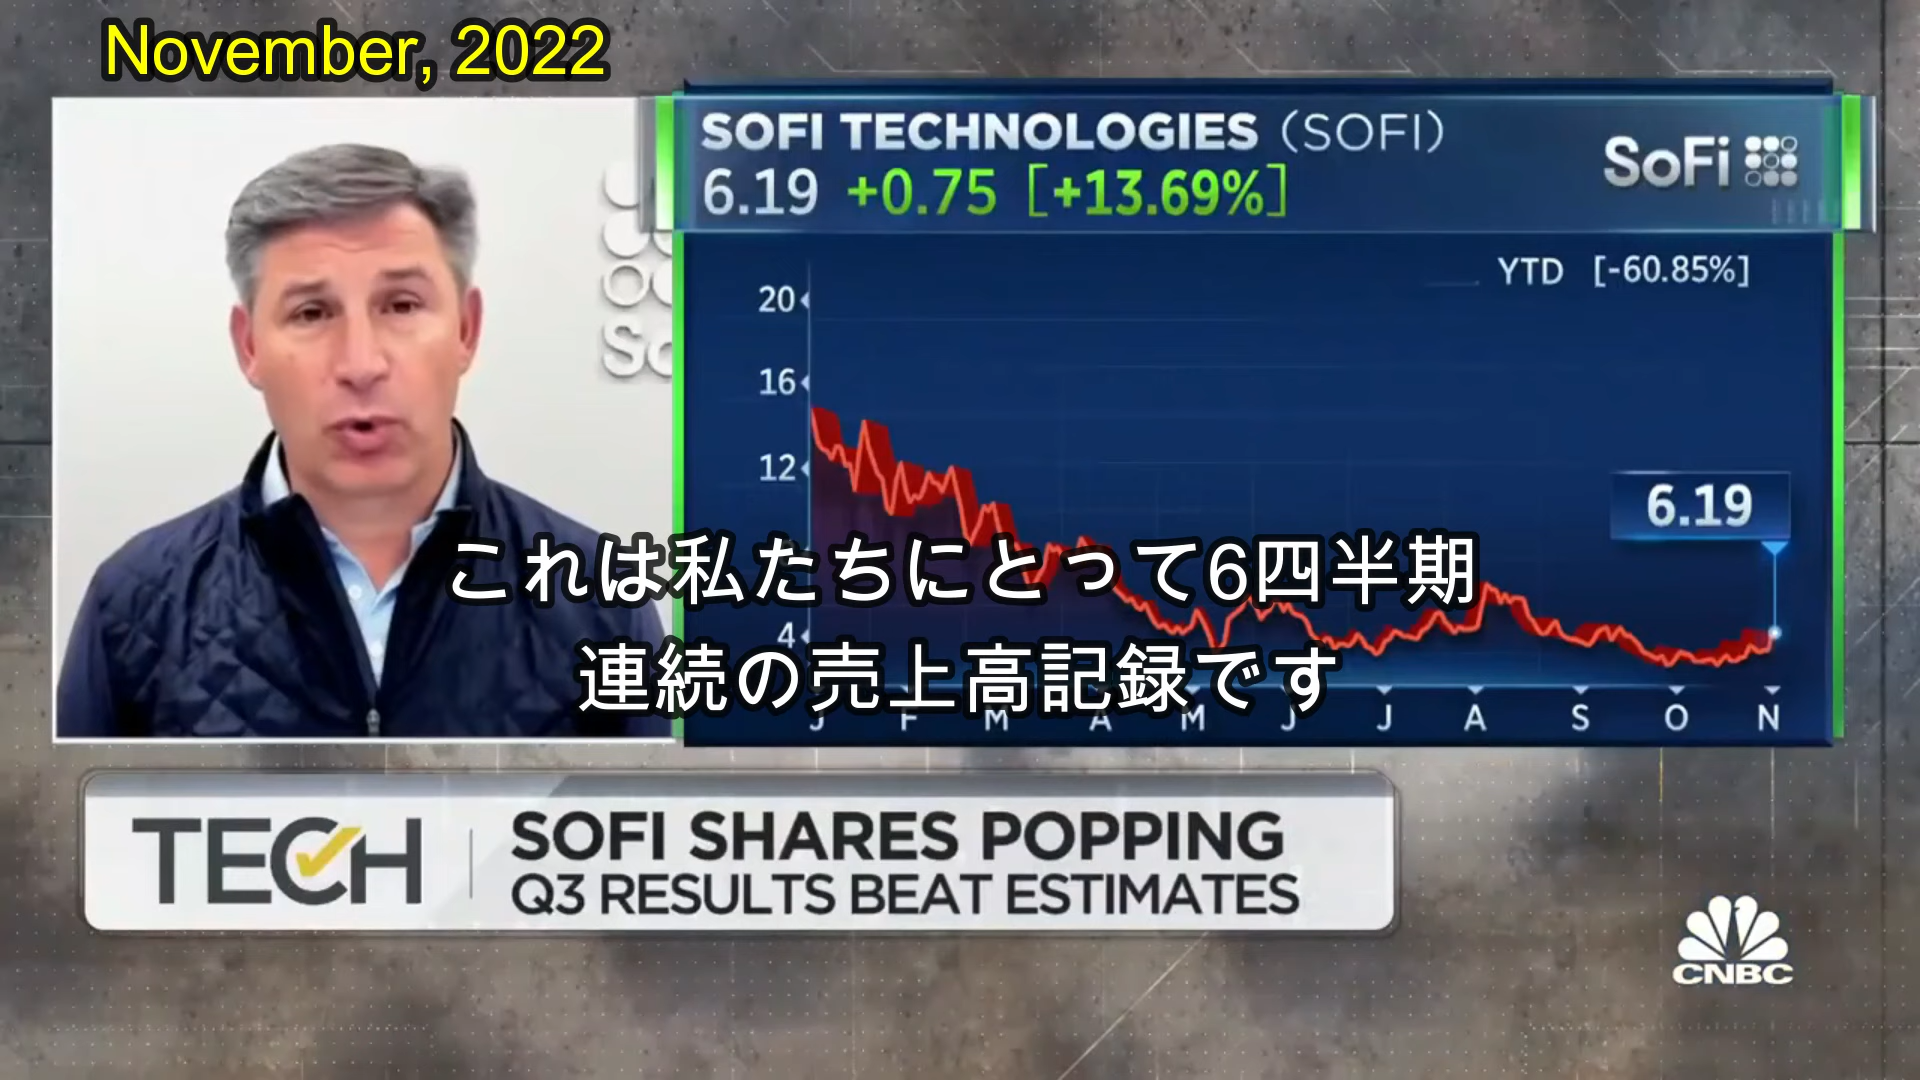 November, 2022
SOFI TECHNOLOGIES (SOFI)
6.19 +0.75 [+13.69%]
SoFi
YTD [-60.85%]
20
16
12
4
6.19
これは私たちにとって6四半期
連続の売上高記録です
J F M A M J J A S O N
TECH
SOFI SHARES POPPING
Q3 RESULTS BEAT ESTIMATES
CNBC